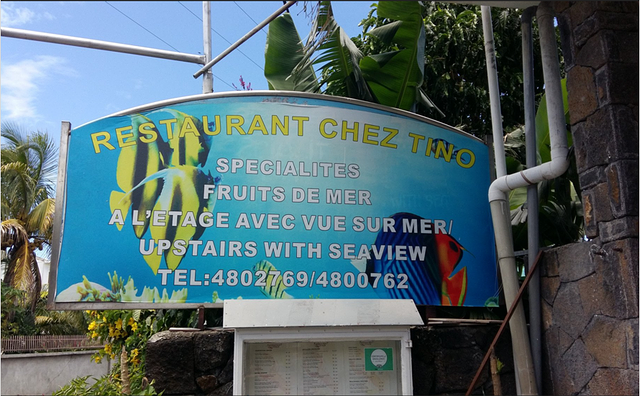 RESTAURANT CHEZ TINO
SPECIALITES
FRUITS DE MER
A L'ETAGE AVEC VUE SUR MER/
UPSTAIRS WITH SEAVIEW
TEL:4802769/4800762